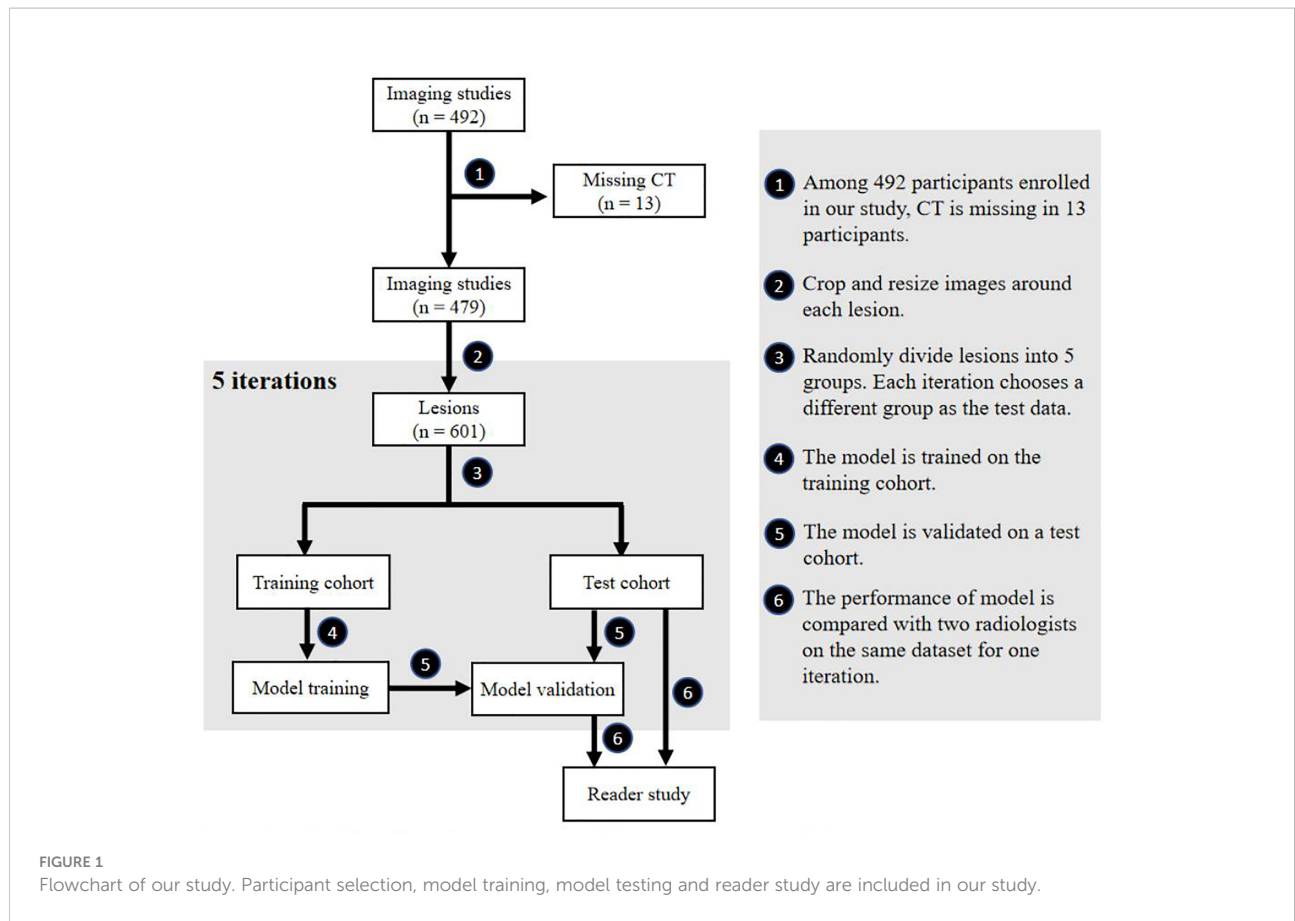 Imaging studies
(n = 492)
1
Missing CT
(n = 13)
Imaging studies
(n = 479)
2
5 iterations
Lesions
(n = 601)
3
Training cohort
Test cohort
4
5
Model training
5
Model validation
6
6
Reader study
1 Among 492 participants enrolled
in our study, CT is missing in 13
participants.
2 Crop and resize images around
each lesion.
3 Randomly divide lesions into 5
groups. Each iteration chooses a
different group as the test data.
4 The model is trained on the
training cohort.
5 The model is validated on a test
cohort.
6 The performance of model is
compared with two radiologists
on the same dataset for one
iteration.
FIGURE 1
Flowchart of our study. Participant selection, model training, model testing and reader study are included in our study.